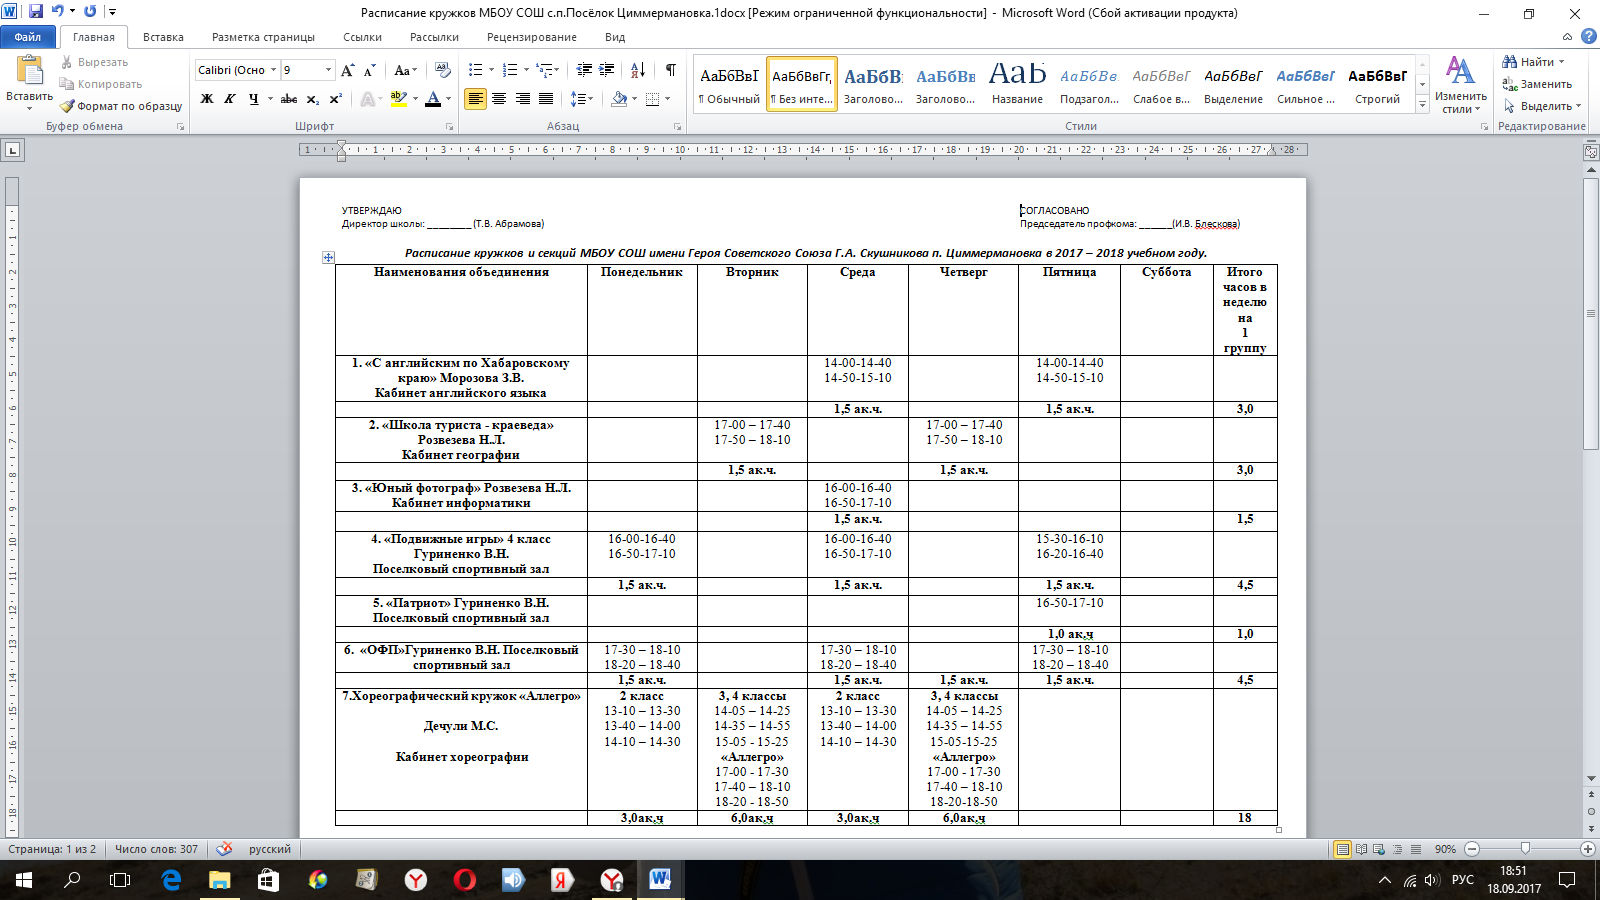 Расписание кружков МБОУ СОШ с.п.Посёлок Циммермановка.1docx [Режим ограниченной функциональности] - Microsoft Word (Сбой активации продукта)
Файл Главная Вставка Разметка страницы Ссылки Рассылки Рецензирование Вид
Вставить
Вырезать
Копировать
Формат по образцу
Буфер обмена
Calibri (Осно 9
Ж К Ч abc x₂ x²
Шрифт
Абзац
АаБбВвІ АаБбВвГг, АаБбВ: АаБбВв АаЬ АаБбВв АаБбВвГ АаБбВвГ АаБбВвГ АаБбВвГ
¶ Обычный ¶ Без инте... Заголово... Заголово... Название Подзагол... Слабое в... Выделение Сильное ... Строгий
Стили
Изменить стили
Найти
Заменить
Выделить
Редактирование
УТВЕРЖДАЮ СОГЛАСОВАНО
Директор школы: ________ (Т.В. Абрамова) Председатель профкома: ______(И.В. Блескова)
Расписание кружков и секций МБОУ СОШ имени Героя Советского Союза Г.А. Скушникова п. Циммермановка в 2017 – 2018 учебном году.
Наименования объединения Понедельник Вторник Среда Четверг Пятница Суббота Итого
часов в
неделю
на
1
группу
1. «С английским по Хабаровскому 14-00-14-40 14-00-14-40
краю» Морозова З.В. 14-50-15-10 14-50-15-10
Кабинет английского языка
1,5 ак.ч. 1,5 ак.ч. 3,0
2. «Школа туриста - краеведа» 17-00 – 17-40 17-00 – 17-40
Розвезева Н.Л. 17-50 – 18-10 17-50 – 18-10
Кабинет географии
1,5 ак.ч. 1,5 ак.ч. 3,0
3. «Юный фотограф» Розвезева Н.Л. 16-00-16-40
Кабинет информатики 16-50-17-10
1,5 ак.ч. 1,5
4. «Подвижные игры» 4 класс 16-00-16-40 16-00-16-40 15-30-16-10
Гуриненко В.Н. 16-50-17-10 16-50-17-10 16-20-16-40
Поселковый спортивный зал
1,5 ак.ч. 1,5 ак.ч. 1,5 ак.ч. 4,5
5. «Патриот» Гуриненко В.Н. 16-50-17-10
Поселковый спортивный зал
1,0 ак.ч 1,0
6. «ОФП»Гуриненко В.Н. Поселковый 17-30 – 18-10 17-30 – 18-10 17-30 – 18-10
спортивный зал 18-20 – 18-40 18-20 – 18-40 18-20 – 18-40
1,5 ак.ч. 1,5 ак.ч. 1,5 ак.ч. 1,5 ак.ч. 4,5
7.Хореографический кружок «Аллегро» 2 класс 3, 4 классы 2 класс 3, 4 классы
13-10 – 13-30 14-05 – 14-25 13-10 – 13-30 14-05 – 14-25
Дечули М.С. 13-40 – 14-00 14-35 – 14-55 13-40 – 14-00 14-35 – 14-55
14-10 – 14-30 15-05 - 15-25 14-10 – 14-30 15-05-15-25
Кабинет хореографии «Аллегро» «Аллегро»
17-00 - 17-30 17-00 - 17-30
17-40 – 18-10 17-40 – 18-10
18-20 - 18-50 18-20-18-50
3,0ак.ч 6,0ак.ч 3,0ак.ч 6,0ак.ч 18
Страница: 1 из 2 Число слов: 307 русский 90%
РУС 18:51
18.09.2017